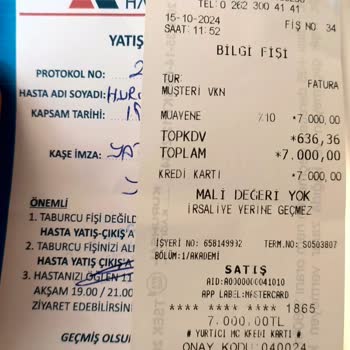 YATIŞ
PROTOKOL NO:
HASTA ADI SOYADI:
KAPSAM TARİHİ:
KAŞE İMZA:
ÖNEMLİ
1. TABURCU FİŞİ DEĞİLD
HASTA YATIŞ-ÇIKIŞ
2. TABURCU FİŞİNİZİ ALM
HASTA YATIŞ ÇIKIŞ
3. HASTANIZI ÖĞLEN 11
AKŞAM 19.00 / 21.00
ZİYARET EDEBİLİRSİN
GEÇMİŞ OLSU
TEL:0 262 300 41 41
15-10-2024 FİŞ NO: 34
SAAT: 11:52
BİLGİ FİŞİ
TÜR: FATURA
MÜŞTERİ VKN
MUAYENE %10 *7.000,00
TOPKDV *636,36
TOPLAM *7.000,00
KREDİ KARTI *7.000,00
MALİ DEĞERİ YOK
İRSALİYE YERİNE GEÇMEZ
İŞYERİ NO: 658149992 TERM.NO: S0503807
BÖLÜM:1/AKADEMİ
SATIŞ
AID:A0000000041010
APP LABEL:MASTERCARD
**** **** **** 1865
7.000,00TL
# YURTİÇİ MC KREDİ KARTI #
ONAY KODU:040024